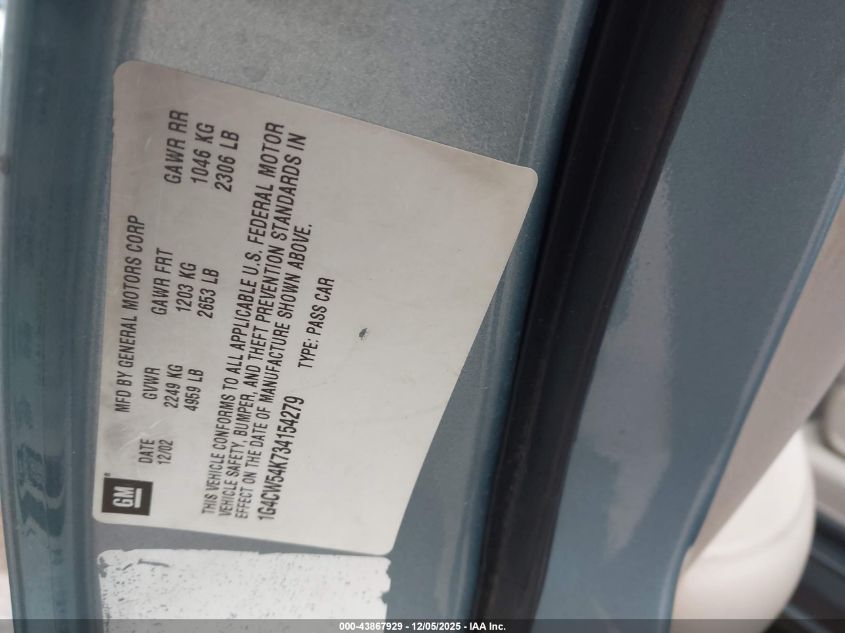 MFD BY GENERAL MOTORS CORP
DATE GVWR GAWR FRT GAWR RR
12/02 2249 KG 1203 KG 1046 KG
4959 LB 2653 LB 2306 LB
THIS VEHICLE CONFORMS TO ALL APPLICABLE U.S. FEDERAL MOTOR
VEHICLE SAFETY, BUMPER, AND THEFT PREVENTION STANDARDS IN
EFFECT ON THE DATE OF MANUFACTURE SHOWN ABOVE.
1G4CW54K734154279 TYPE: PASS CAR
GM
®
000-43867929 - 12/05/2025 - IAA Inc.